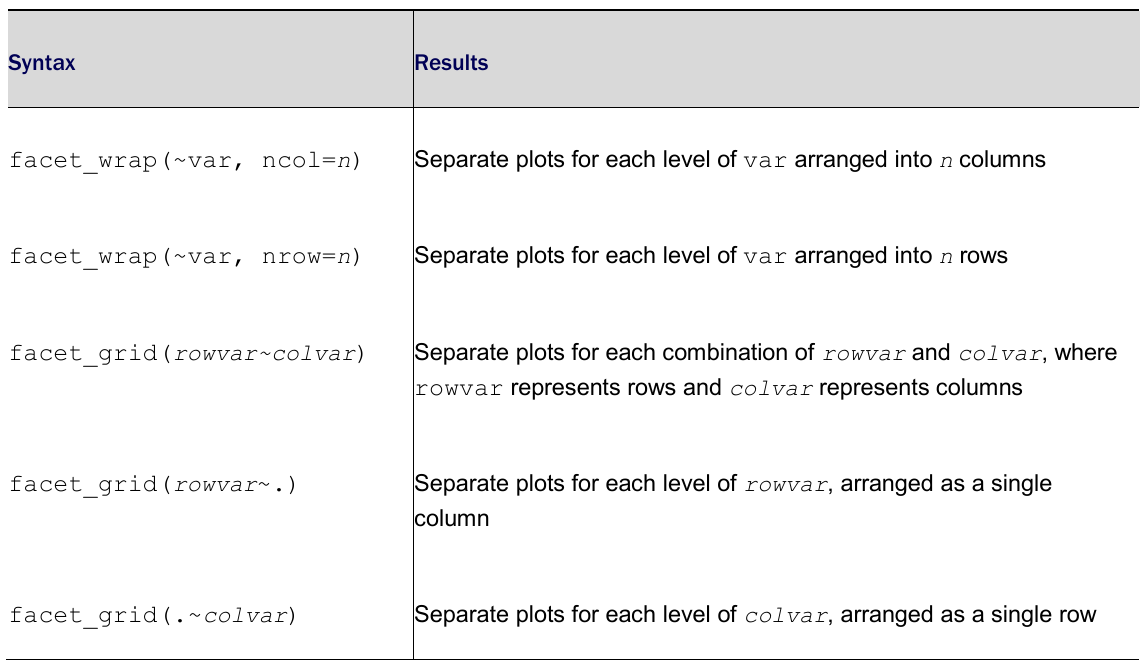 Syntax Results
facet_wrap(~var, ncol=n) Separate plots for each level of var arranged into n columns
facet_wrap(~var, nrow=n) Separate plots for each level of var arranged into n rows
facet_grid(rowvar~colvar) Separate plots for each combination of rowvar and colvar, where
rowvar represents rows and colvar represents columns
facet_grid(rowvar~.) Separate plots for each level of rowvar, arranged as a single
column
facet_grid(.~colvar) Separate plots for each level of colvar, arranged as a single row